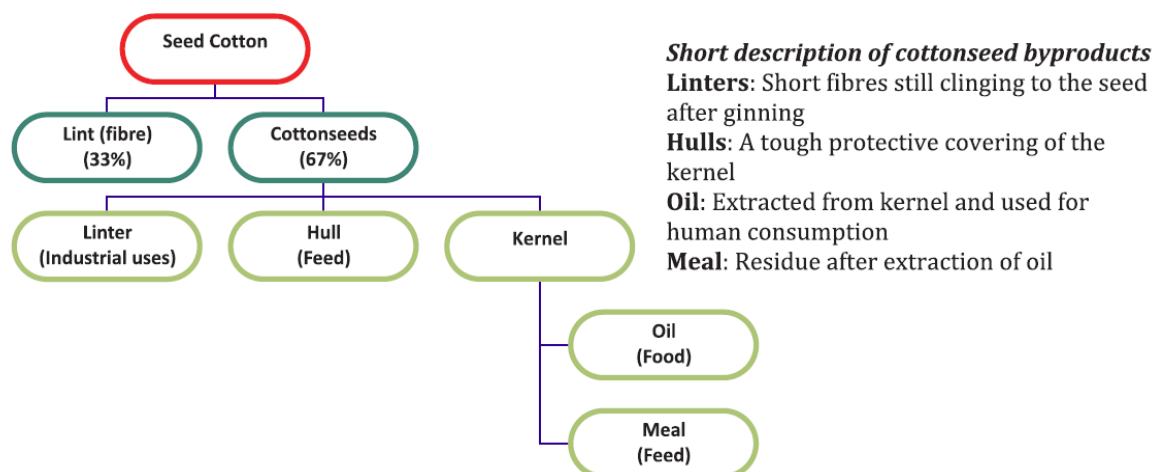 Seed Cotton
Lint (fibre)
(33%)
Cottonseeds
(67%)
Linter
(Industrial uses)
Hull
(Feed)
Kernel
Oil
(Food)
Meal
(Feed)
Short description of cottonseed byproducts
Linters: Short fibres still clinging to the seed
after ginning
Hulls: A tough protective covering of the
kernel
Oil: Extracted from kernel and used for
human consumption
Meal: Residue after extraction of oil